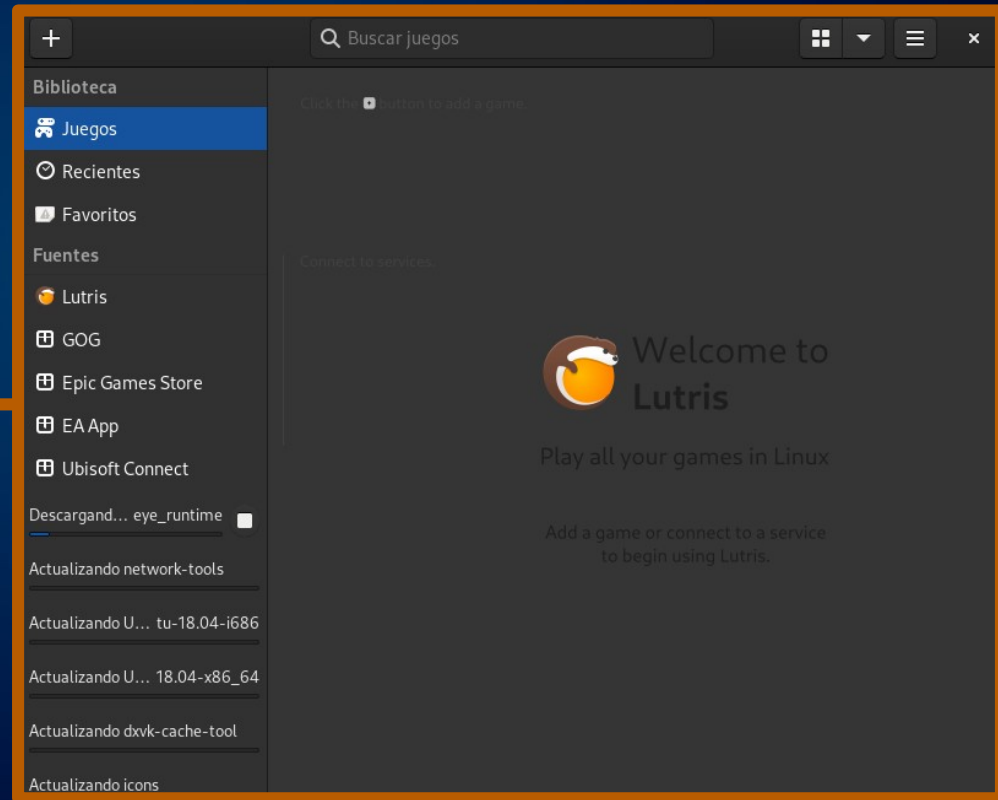 Buscar juegos
Biblioteca
Juegos
Recientes
Favoritos
Fuentes
Lutris
GOG
Epic Games Store
EA App
Ubisoft Connect
Descargand... eye_runtime
Actualizando network-tools
Actualizando U... tu-18.04-i686
Actualizando U... 18.04-x86_64
Actualizando dxvk-cache-tool
Actualizando icons
Click the button to add a game.
Connect to services.
Welcome to
Lutris
Play all your games in Linux
Add a game or connect to a service
to begin using Lutris.